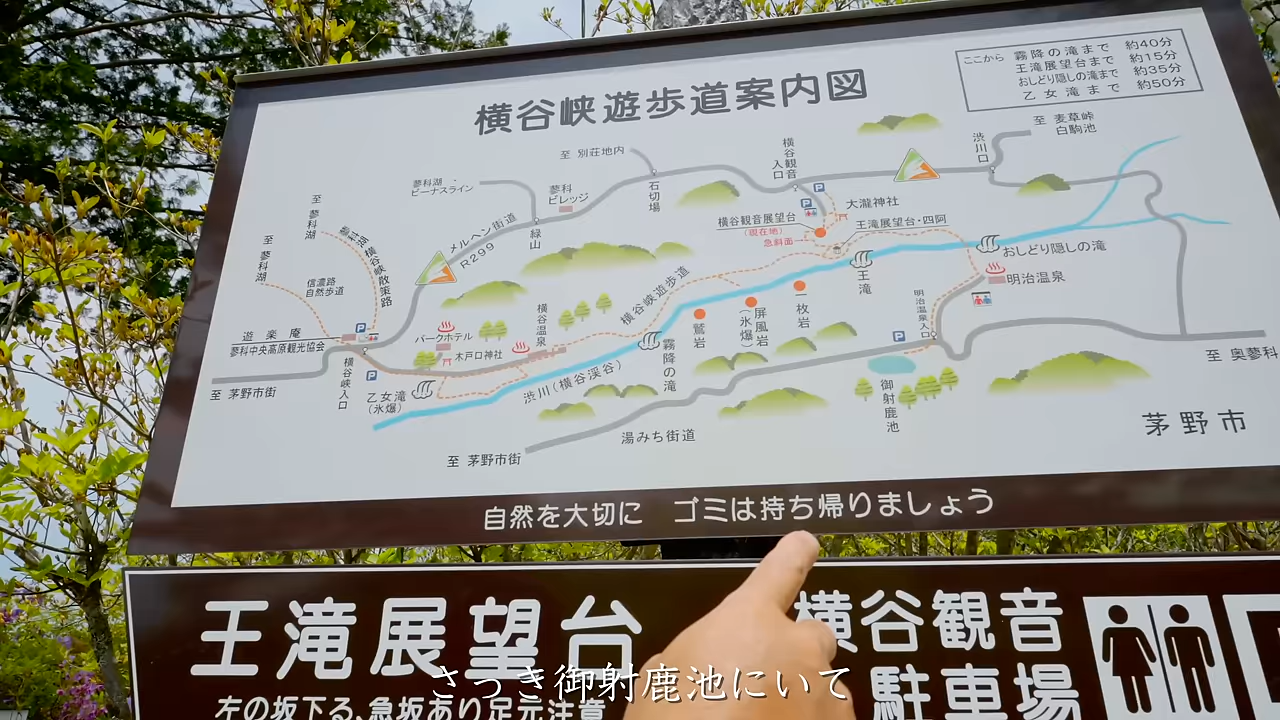 横谷峡遊歩道案内図
ここから 霧降の滝まで 約40分
王滝展望台まで 約15分
おしどり隠しの滝まで 約35分
乙女滝まで 約50分
至 麦草峠
白駒池
渋川口
至 別荘地内
横谷観音
入口
石切場
蓼科湖・
ビーナスライン
蓼科
ビレッジ
緑山
メルヘン街道
R299
至 蓼科湖
至 蓼科湖
横谷峡散策路
信濃路
自然歩道
大瀧神社
横谷観音展望台
(現在地)
急斜面
王滝展望台・四阿
おしどり隠しの滝
王滝
明治温泉
明治温泉入口
一枚岩
屏風岩
(氷爆)
鷲岩
霧降の滝
横谷峡遊歩道
横谷温泉
パークホテル
木戸口神社
遊楽庵
蓼科中央高原観光協会
横谷峡入口
乙女滝
(氷爆)
渋川(横谷渓谷)
至 茅野市街
至 茅野市街
湯みち街道
御射鹿池
至 奥蓼科
茅野市
自然を大切に ゴミは持ち帰りましょう
王滝展望台
左の坂下る、急坂あり足元注意
横谷観音
駐車場
さっき御射鹿池にいて